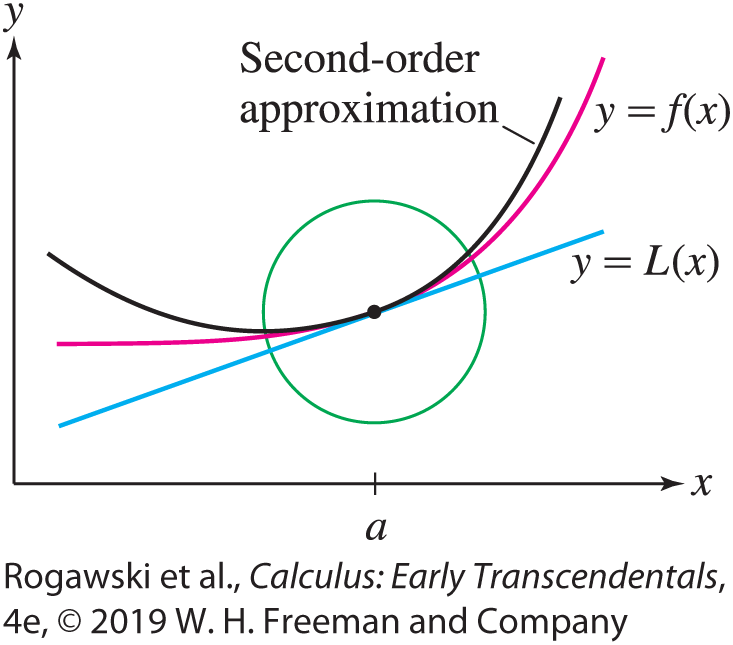 y
Second-order
approximation
y = f(x)
y = L(x)
x
a
Rogawski et al., Calculus: Early Transcendentals,
4e, © 2019 W. H. Freeman and Company